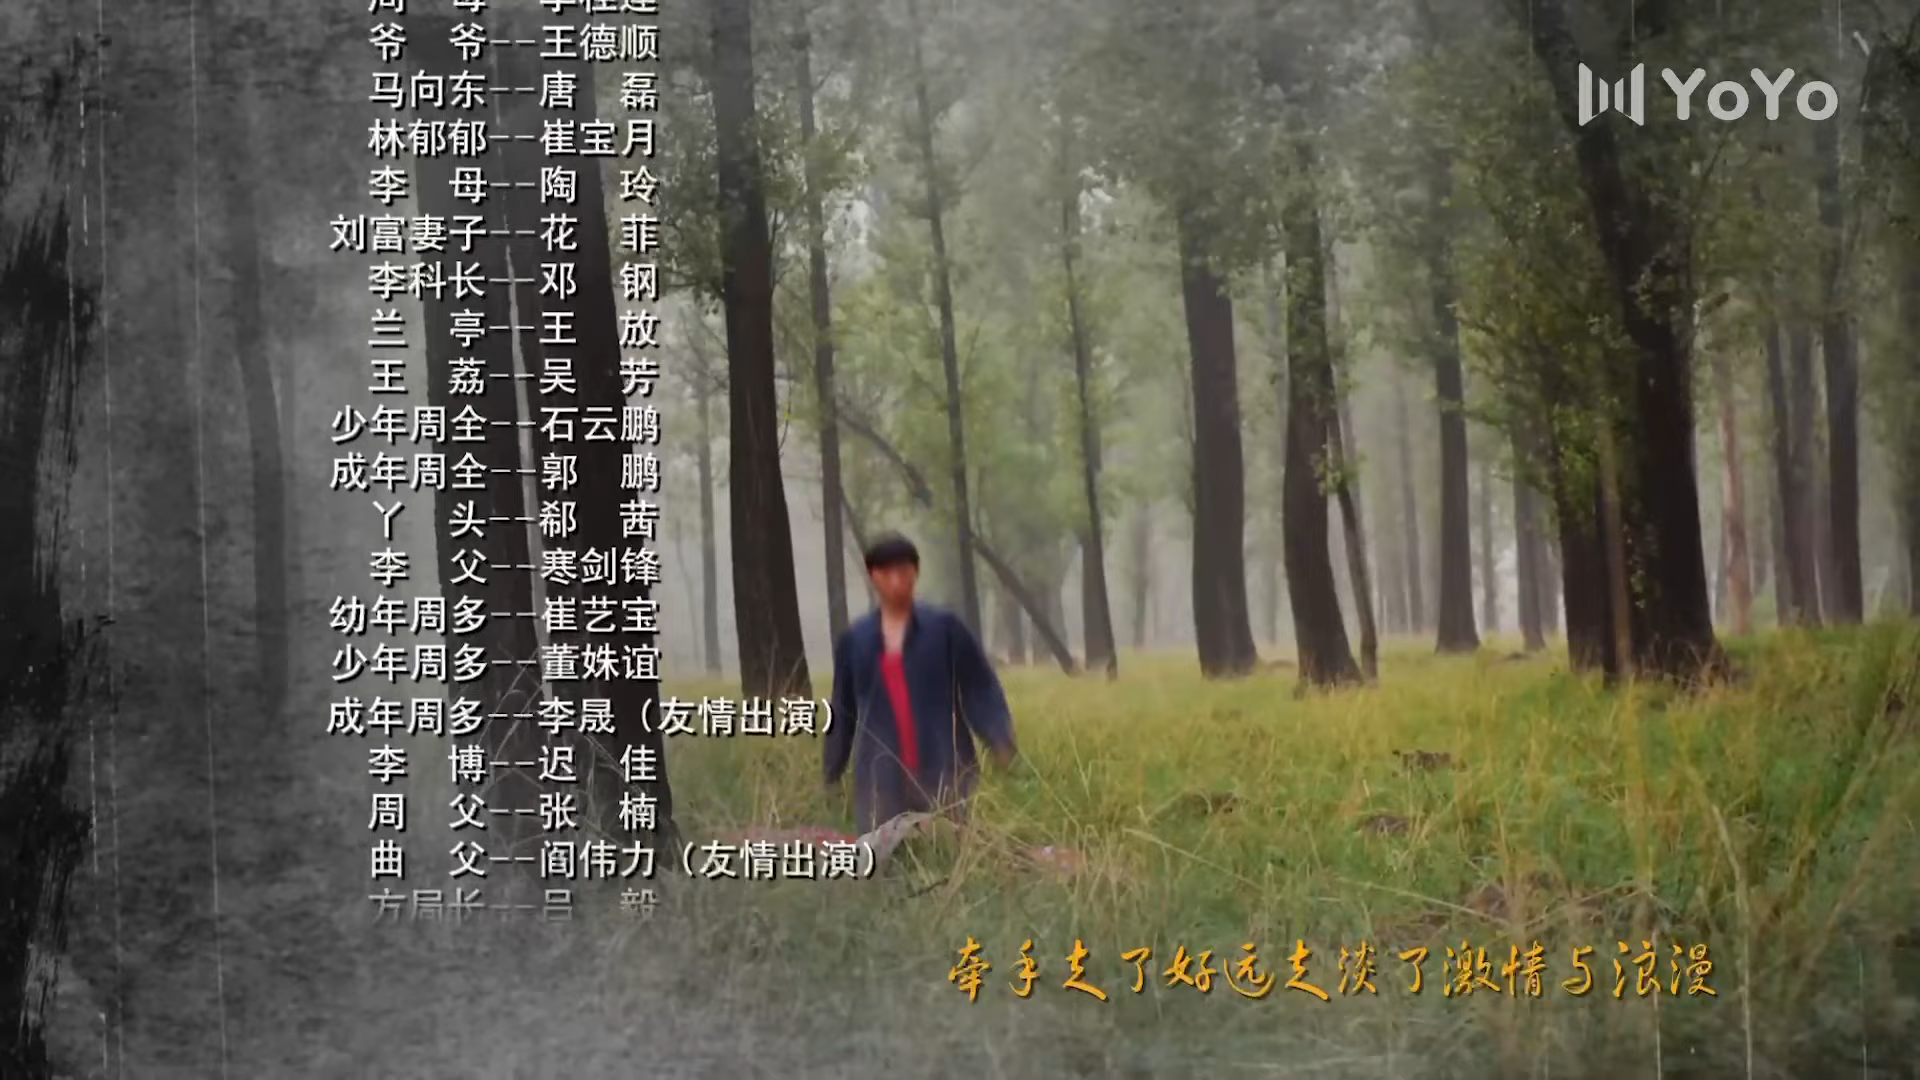 爷 爷--王德顺
马向东--唐 磊
林郁郁--崔宝月
李 母--陶 玲
刘富妻子--花 菲
李科长--邓 钢
兰 亭--王 放
王 荔--吴 芳
少年周全--石云鹏
成年周全--郭 鹏
丫 头--郗 茜
李 父--寒剑锋
幼年周多--崔艺宝
少年周多--董姝谊
成年周多--李晟（友情出演）
李 博--迟 佳
周 父--张 楠
曲 父--阎伟力（友情出演）
方局长--吕 毅
YoYo
牵手走了好远走淡了激情与浪漫